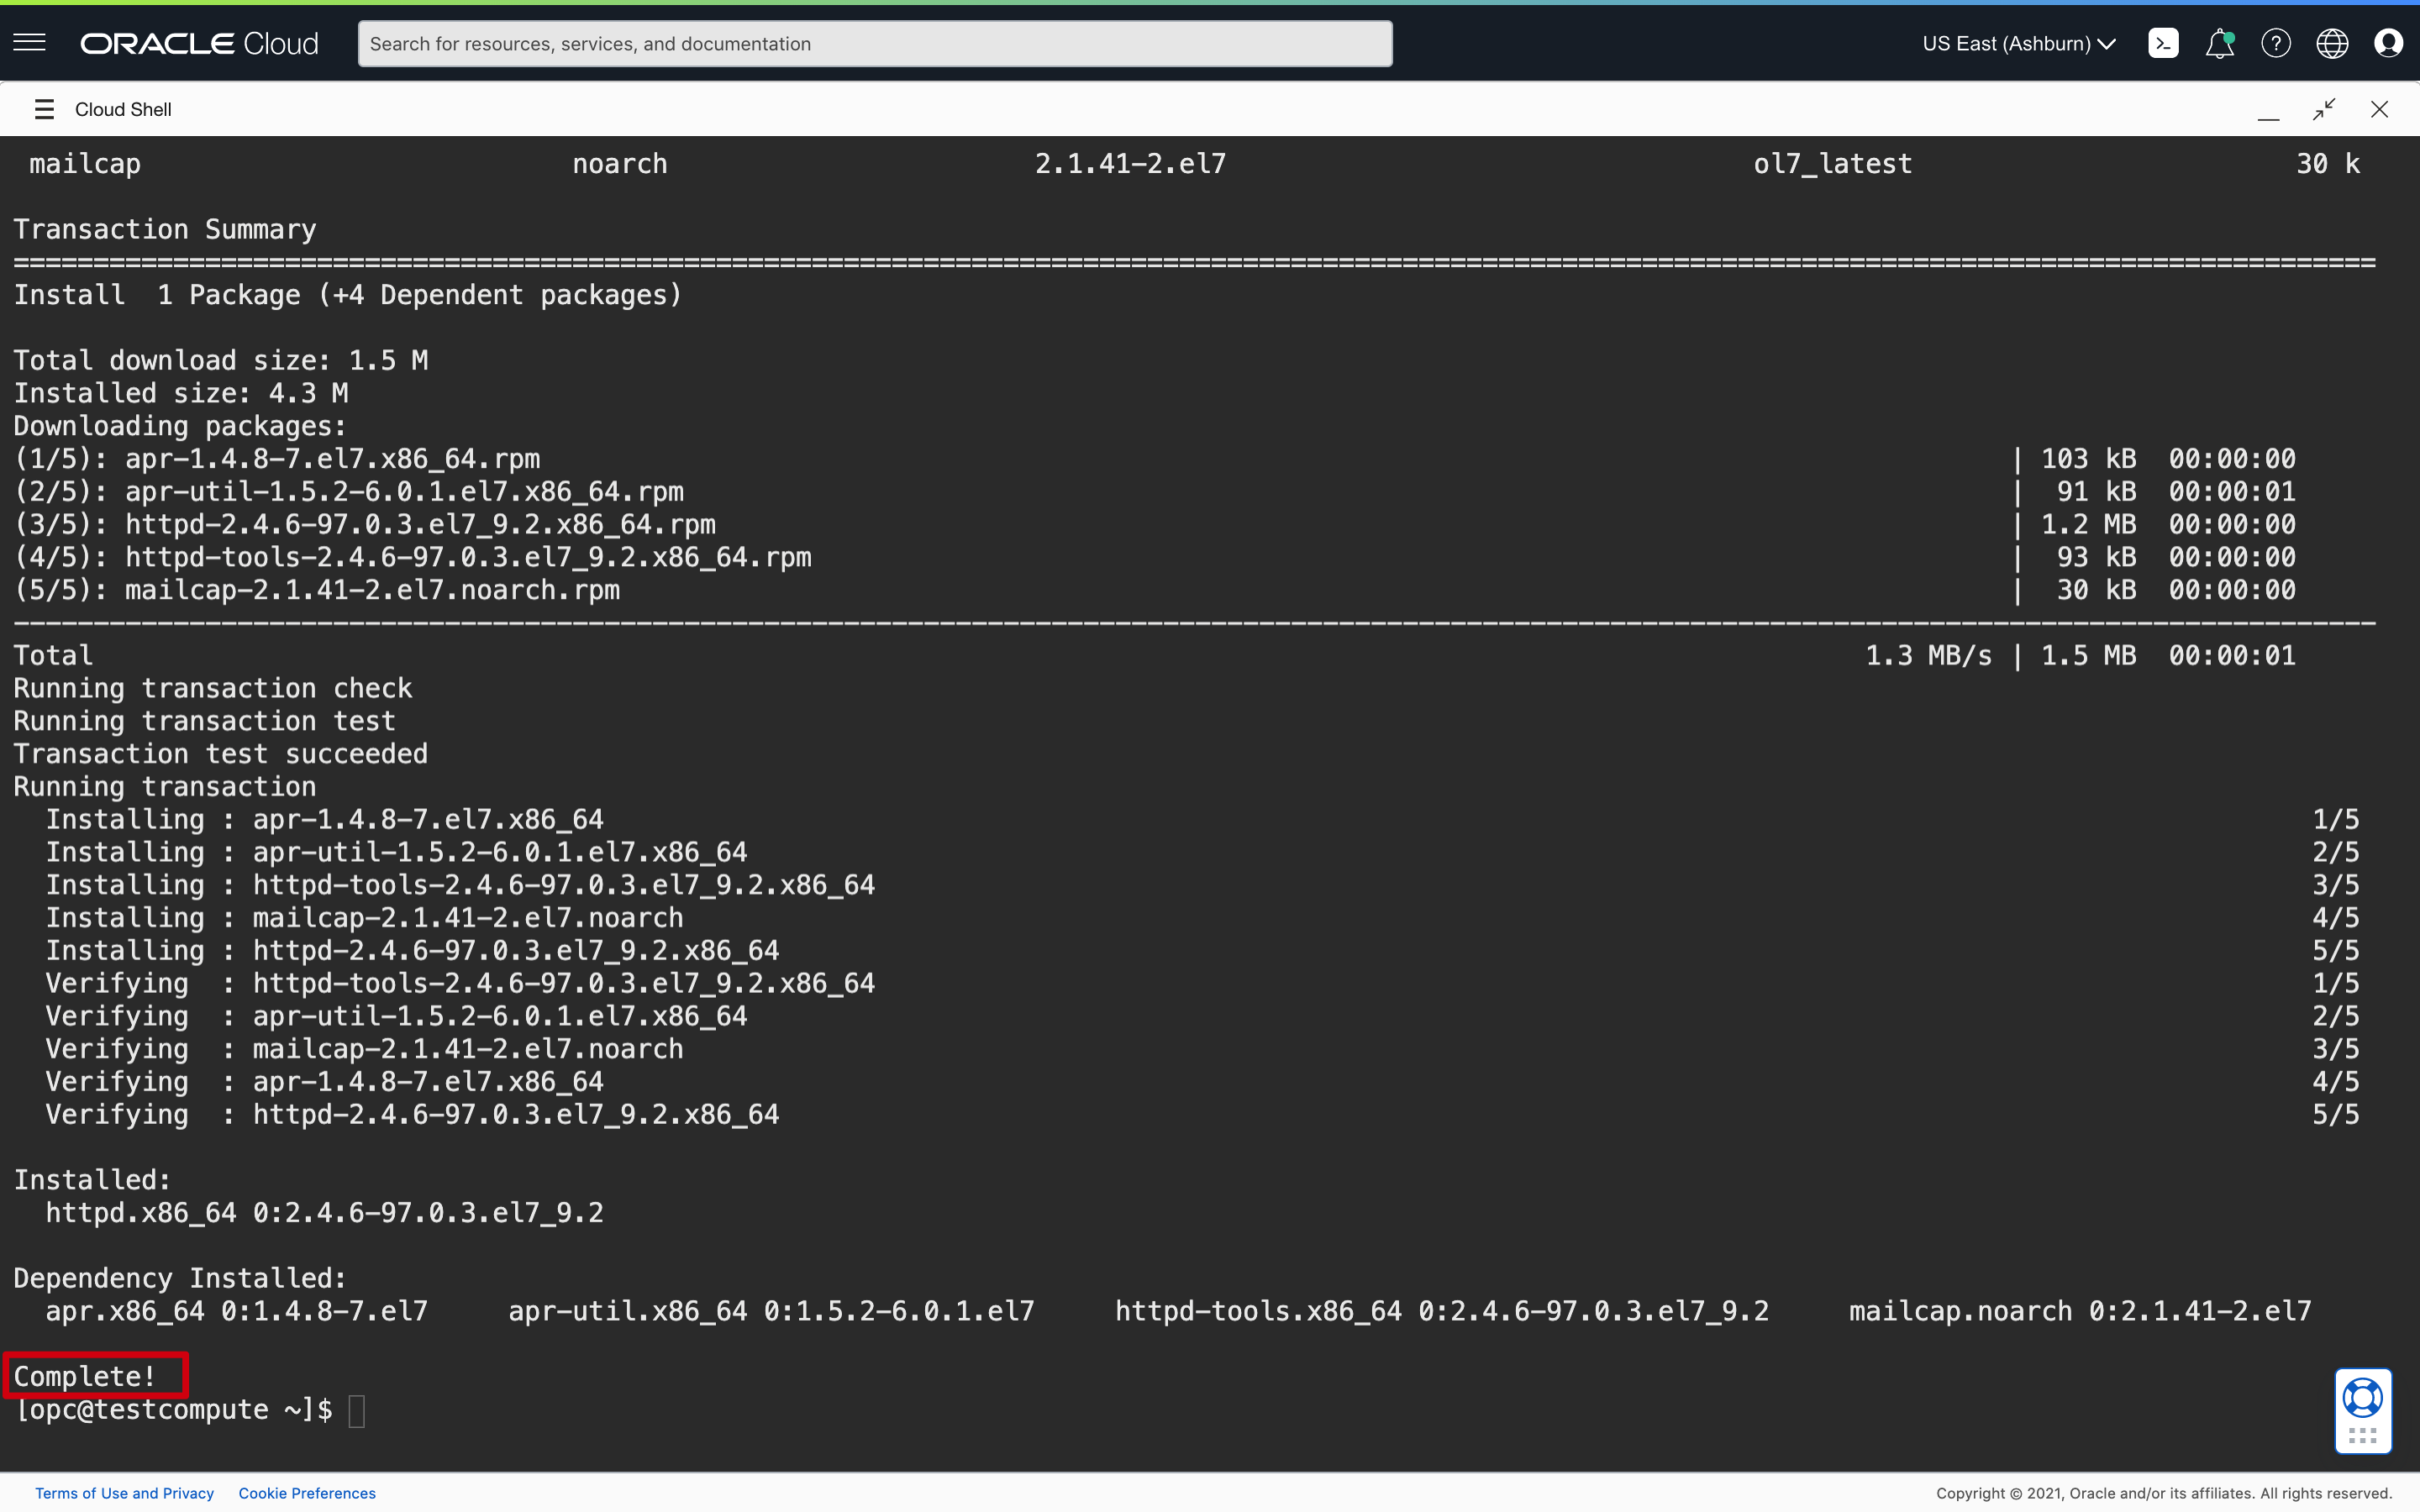 ORACLE Cloud
Search for resources, services, and documentation
US East (Ashburn)
Cloud Shell
mailcap noarch 2.1.41-2.el7 ol7_latest 30 k
Transaction Summary
====================================================================================================================================================
Install  1 Package (+4 Dependent packages)
Total download size: 1.5 M
Installed size: 4.3 M
Downloading packages:
(1/5): apr-1.4.8-7.el7.x86_64.rpm | 103 kB  00:00:00
(2/5): apr-util-1.5.2-6.0.1.el7.x86_64.rpm |  91 kB  00:00:01
(3/5): httpd-2.4.6-97.0.3.el7_9.2.x86_64.rpm | 1.2 MB  00:00:00
(4/5): httpd-tools-2.4.6-97.0.3.el7_9.2.x86_64.rpm |  93 kB  00:00:00
(5/5): mailcap-2.1.41-2.el7.noarch.rpm |  30 kB  00:00:00
----------------------------------------------------------------------------------------------------------------------------------------------------
Total 1.3 MB/s | 1.5 MB  00:00:01
Running transaction check
Running transaction test
Transaction test succeeded
Running transaction
Installing : apr-1.4.8-7.el7.x86_64 1/5
Installing : apr-util-1.5.2-6.0.1.el7.x86_64 2/5
Installing : httpd-tools-2.4.6-97.0.3.el7_9.2.x86_64 3/5
Installing : mailcap-2.1.41-2.el7.noarch 4/5
Installing : httpd-2.4.6-97.0.3.el7_9.2.x86_64 5/5
Verifying  : httpd-tools-2.4.6-97.0.3.el7_9.2.x86_64 1/5
Verifying  : apr-util-1.5.2-6.0.1.el7.x86_64 2/5
Verifying  : mailcap-2.1.41-2.el7.noarch 3/5
Verifying  : apr-1.4.8-7.el7.x86_64 4/5
Verifying  : httpd-2.4.6-97.0.3.el7_9.2.x86_64 5/5
Installed:
httpd.x86_64 0:2.4.6-97.0.3.el7_9.2
Dependency Installed:
apr.x86_64 0:1.4.8-7.el7 apr-util.x86_64 0:1.5.2-6.0.1.el7 httpd-tools.x86_64 0:2.4.6-97.0.3.el7_9.2 mailcap.noarch 0:2.1.41-2.el7
Complete!
[opc@testcompute ~]$
Terms of Use and Privacy Cookie Preferences Copyright © 2021, Oracle and/or its affiliates. All rights reserved.